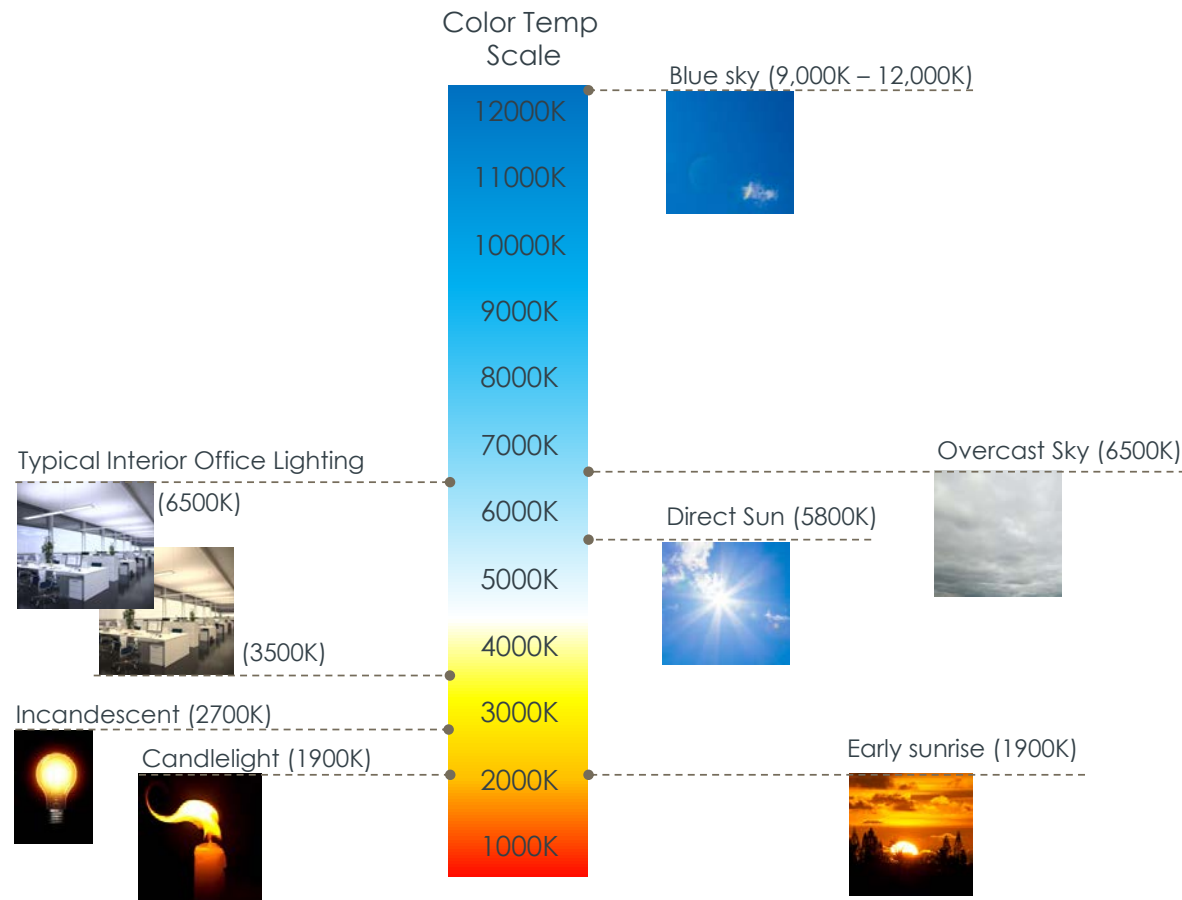 Color Temp
Scale
Blue sky (9,000K – 12,000K)
12000K
11000K
10000K
9000K
8000K
7000K
Typical Interior Office Lighting
Overcast Sky (6500K)
(6500K)
6000K
Direct Sun (5800K)
5000K
4000K
(3500K)
3000K
Incandescent (2700K)
Early sunrise (1900K)
Candlelight (1900K)
2000K
1000K